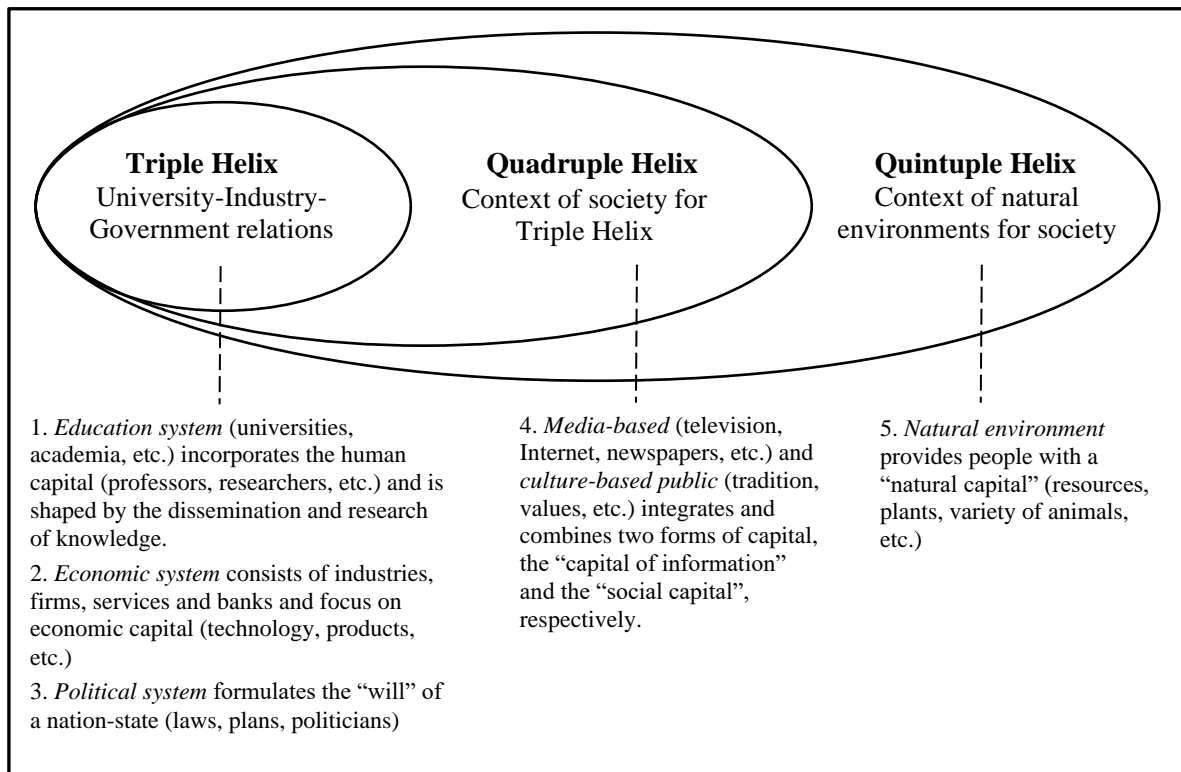 Triple Helix
University-Industry-
Government relations
Quadruple Helix
Context of society for
Triple Helix
Quintuple Helix
Context of natural
environments for society
1. Education system (universities,
academia, etc.) incorporates the human
capital (professors, researchers, etc.) and is
shaped by the dissemination and research
of knowledge.
2. Economic system consists of industries,
firms, services and banks and focus on
economic capital (technology, products,
etc.)
3. Political system formulates the “will” of
a nation-state (laws, plans, politicians)
4. Media-based (television,
Internet, newspapers, etc.) and
culture-based public (tradition,
values, etc.) integrates and
combines two forms of capital,
the “capital of information”
and the “social capital”,
respectively.
5. Natural environment
provides people with a
“natural capital” (resources,
plants, variety of animals,
etc.)